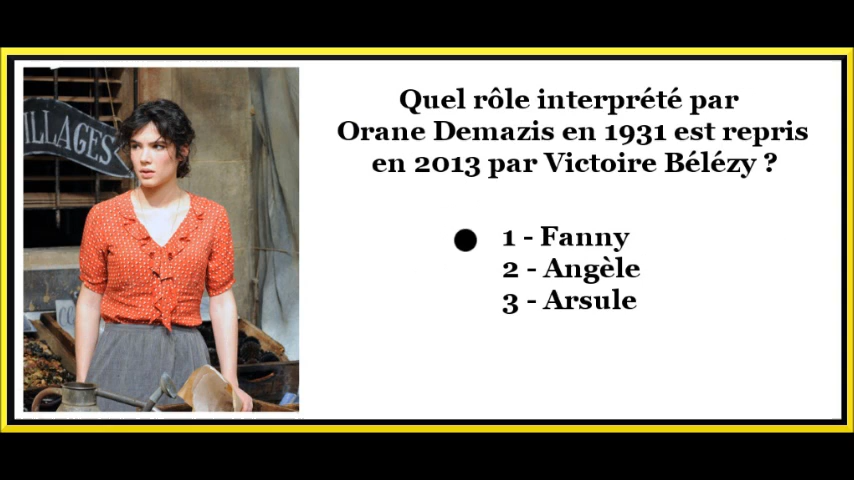 ILLAGES
Quel rôle interprété par
Orane Demazis en 1931 est repris
en 2013 par Victoire Bélézy ?
1 - Fanny
2 - Angèle
3 - Arsule